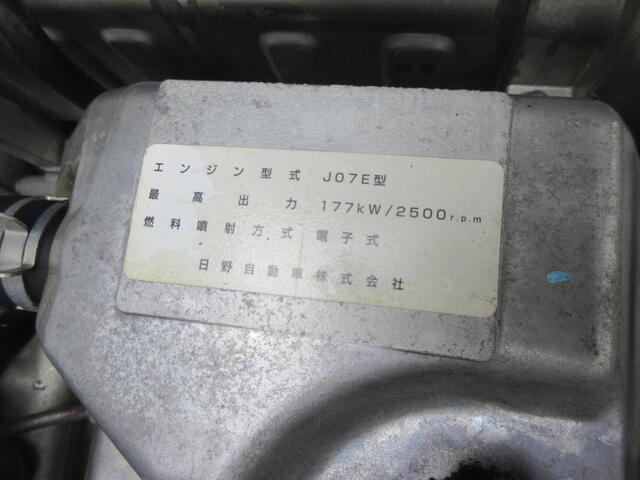 エンジン型式 J07E型
最高出力 177kW/2500r.p.m
燃料噴射方式 電子式
日野自動車株式会社